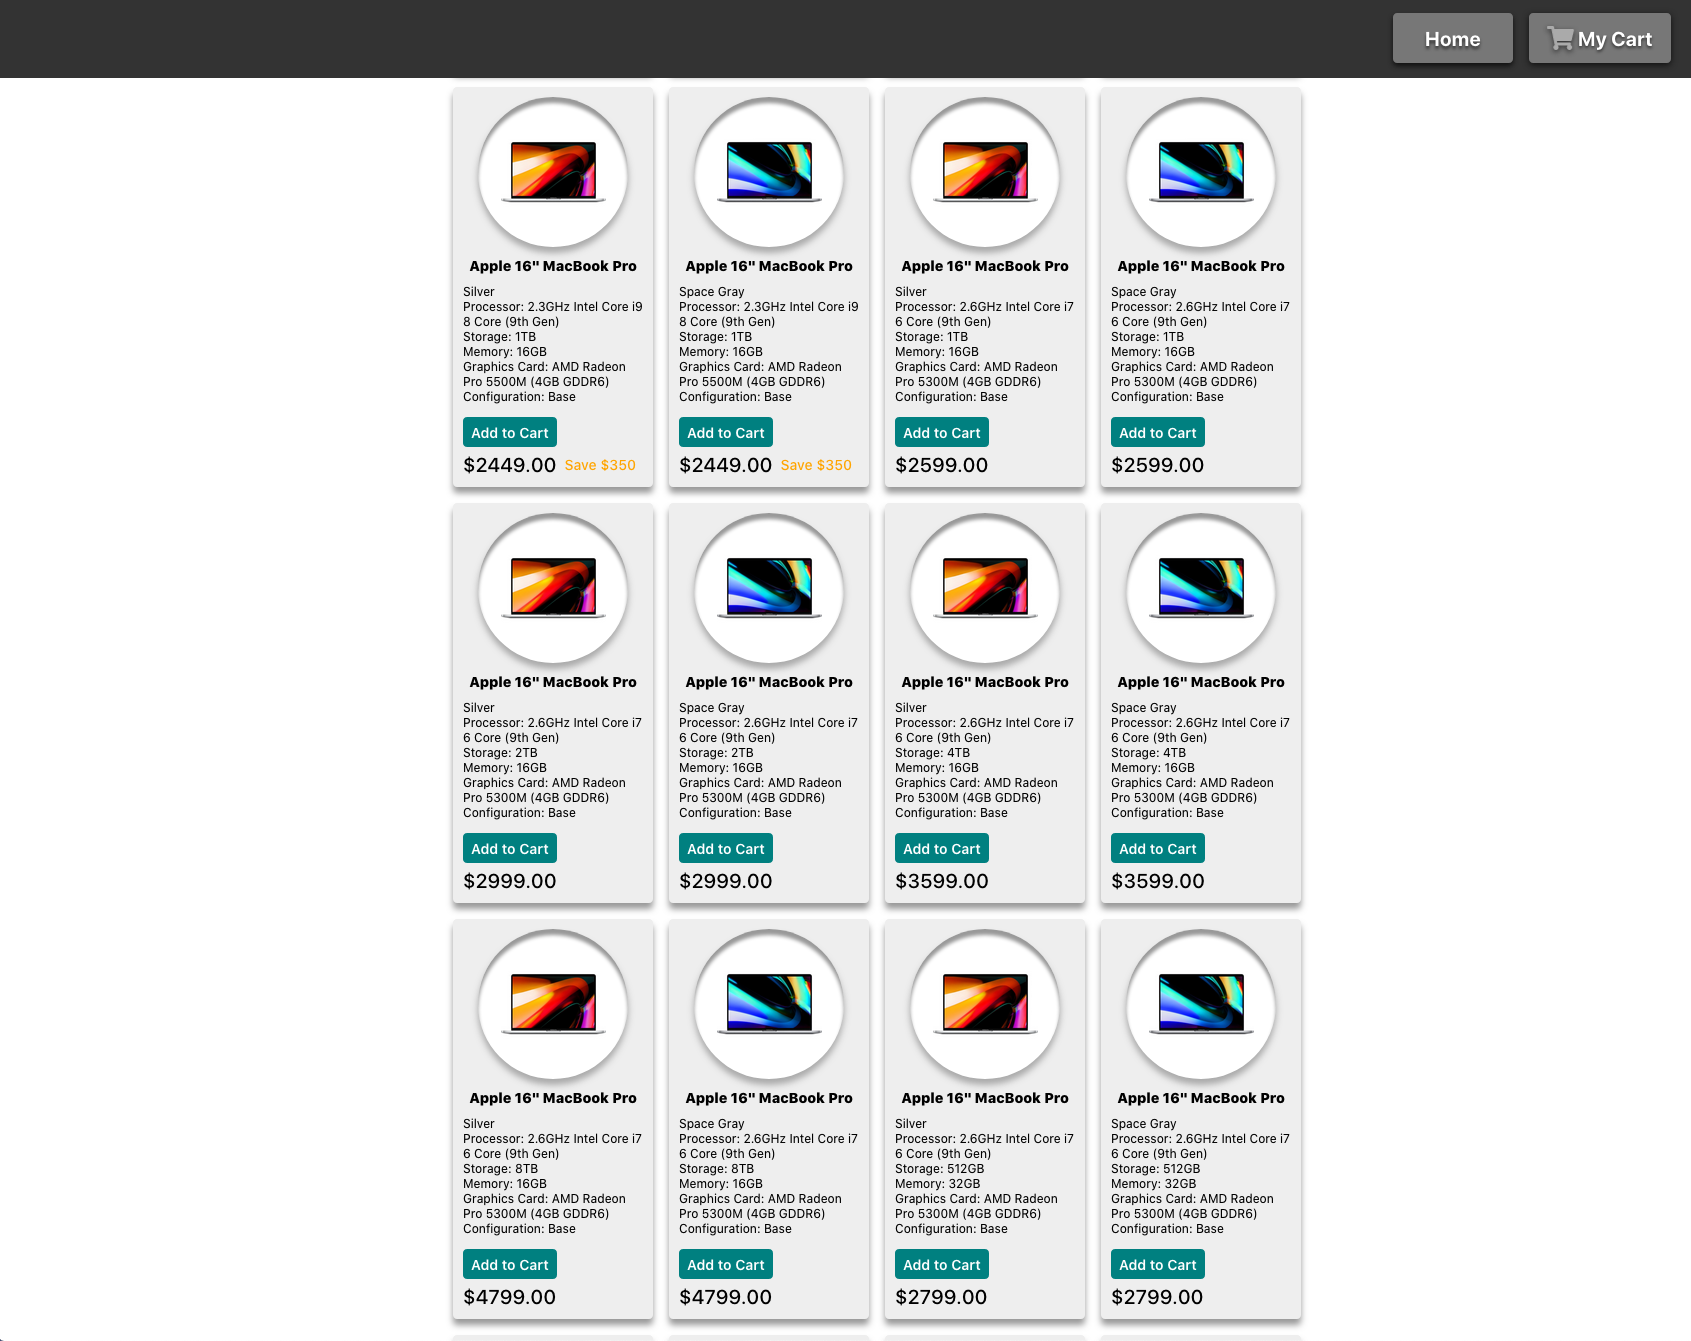 Home
My Cart
Apple 16" MacBook Pro
Silver
Processor: 2.3GHz Intel Core i9
8 Core (9th Gen)
Storage: 1TB
Memory: 16GB
Graphics Card: AMD Radeon
Pro 5500M (4GB GDDR6)
Configuration: Base
Add to Cart
$2449.00 Save $350
Apple 16" MacBook Pro
Space Gray
Processor: 2.3GHz Intel Core i9
8 Core (9th Gen)
Storage: 1TB
Memory: 16GB
Graphics Card: AMD Radeon
Pro 5500M (4GB GDDR6)
Configuration: Base
Add to Cart
$2449.00 Save $350
Apple 16" MacBook Pro
Silver
Processor: 2.6GHz Intel Core i7
6 Core (9th Gen)
Storage: 1TB
Memory: 16GB
Graphics Card: AMD Radeon
Pro 5300M (4GB GDDR6)
Configuration: Base
Add to Cart
$2599.00
Apple 16" MacBook Pro
Space Gray
Processor: 2.6GHz Intel Core i7
6 Core (9th Gen)
Storage: 1TB
Memory: 16GB
Graphics Card: AMD Radeon
Pro 5300M (4GB GDDR6)
Configuration: Base
Add to Cart
$2599.00
Apple 16" MacBook Pro
Silver
Processor: 2.6GHz Intel Core i7
6 Core (9th Gen)
Storage: 2TB
Memory: 16GB
Graphics Card: AMD Radeon
Pro 5300M (4GB GDDR6)
Configuration: Base
Add to Cart
$2999.00
Apple 16" MacBook Pro
Space Gray
Processor: 2.6GHz Intel Core i7
6 Core (9th Gen)
Storage: 2TB
Memory: 16GB
Graphics Card: AMD Radeon
Pro 5300M (4GB GDDR6)
Configuration: Base
Add to Cart
$2999.00
Apple 16" MacBook Pro
Silver
Processor: 2.6GHz Intel Core i7
6 Core (9th Gen)
Storage: 4TB
Memory: 16GB
Graphics Card: AMD Radeon
Pro 5300M (4GB GDDR6)
Configuration: Base
Add to Cart
$3599.00
Apple 16" MacBook Pro
Space Gray
Processor: 2.6GHz Intel Core i7
6 Core (9th Gen)
Storage: 4TB
Memory: 16GB
Graphics Card: AMD Radeon
Pro 5300M (4GB GDDR6)
Configuration: Base
Add to Cart
$3599.00
Apple 16" MacBook Pro
Silver
Processor: 2.6GHz Intel Core i7
6 Core (9th Gen)
Storage: 8TB
Memory: 16GB
Graphics Card: AMD Radeon
Pro 5300M (4GB GDDR6)
Configuration: Base
Add to Cart
$4799.00
Apple 16" MacBook Pro
Space Gray
Processor: 2.6GHz Intel Core i7
6 Core (9th Gen)
Storage: 8TB
Memory: 16GB
Graphics Card: AMD Radeon
Pro 5300M (4GB GDDR6)
Configuration: Base
Add to Cart
$4799.00
Apple 16" MacBook Pro
Silver
Processor: 2.6GHz Intel Core i7
6 Core (9th Gen)
Storage: 512GB
Memory: 32GB
Graphics Card: AMD Radeon
Pro 5300M (4GB GDDR6)
Configuration: Base
Add to Cart
$2799.00
Apple 16" MacBook Pro
Space Gray
Processor: 2.6GHz Intel Core i7
6 Core (9th Gen)
Storage: 512GB
Memory: 32GB
Graphics Card: AMD Radeon
Pro 5300M (4GB GDDR6)
Configuration: Base
Add to Cart
$2799.00